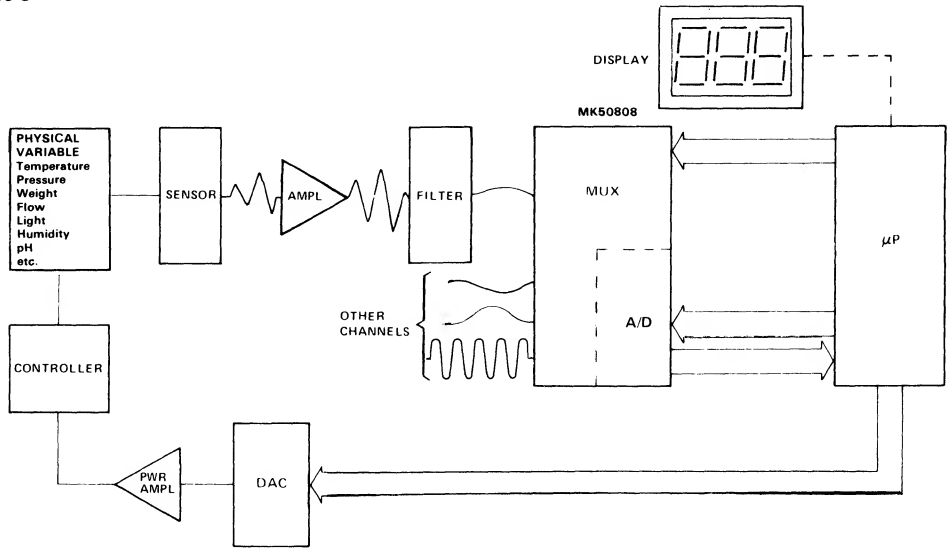 DISPLAY
MK50808
PHYSICAL
VARIABLE
Temperature
Pressure
Weight
Flow
Light
Humidity
pH
etc.
SENSOR
AMPL
FILTER
MUX
μP
OTHER
CHANNELS
A/D
CONTROLLER
PWR
AMPL
DAC